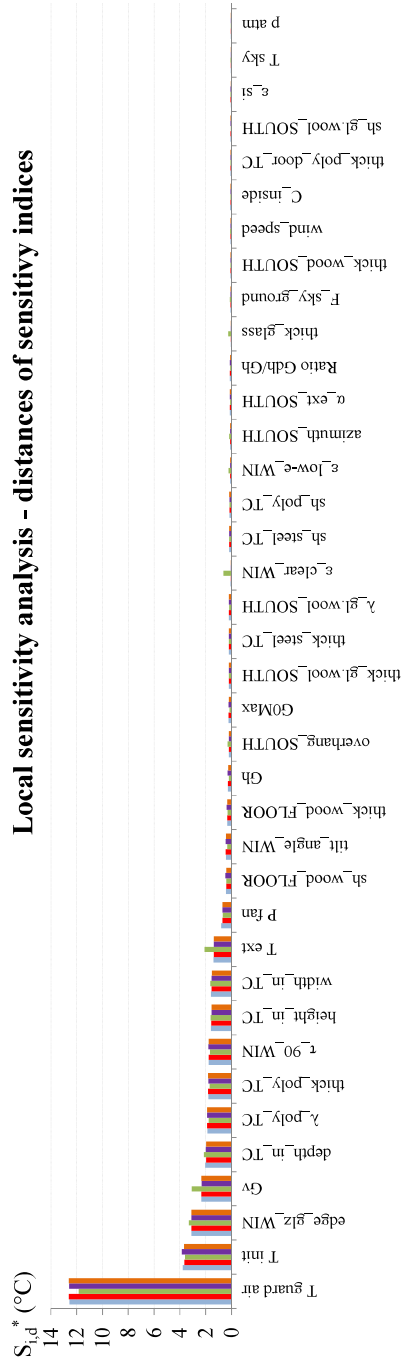 Local sensitivity analysis - distances of sensitivy indices
S_{i,d}* (°C)
14
12
10
8
6
4
2
0
T guard air
T init
edge_glz_WIN
Gv
depth_in_TC
λ_poly_TC
thick_poly_TC
τ_90_WIN
height_in_TC
width_in_TC
T ext
P fan
sh_wood_FLOOR
tilt_angle_WIN
thick_wood_FLOOR
Gh
overhang_SOUTH
G0Max
thick_gl.wool_SOUTH
thick_steel_TC
λ_gl.wool_SOUTH
ε_clear_WIN
sh_steel_TC
sh_poly_TC
ε_low-e_WIN
azimuth_SOUTH
α_ext_SOUTH
Ratio Gdh/Gh
thick_glass
F_sky_ground
thick_wood_SOUTH
wind_speed
C_inside
thick_poly_door_TC
sh_gl.wool_SOUTH
ε_si
T sky
p atm